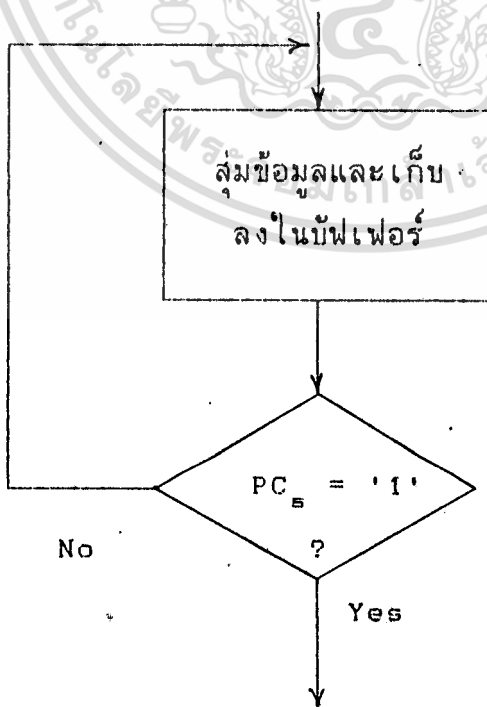 สุ่มข้อมูลและเก็บ
ลงในบัฟเฟอร์
PC5 = '1'
?
No
Yes